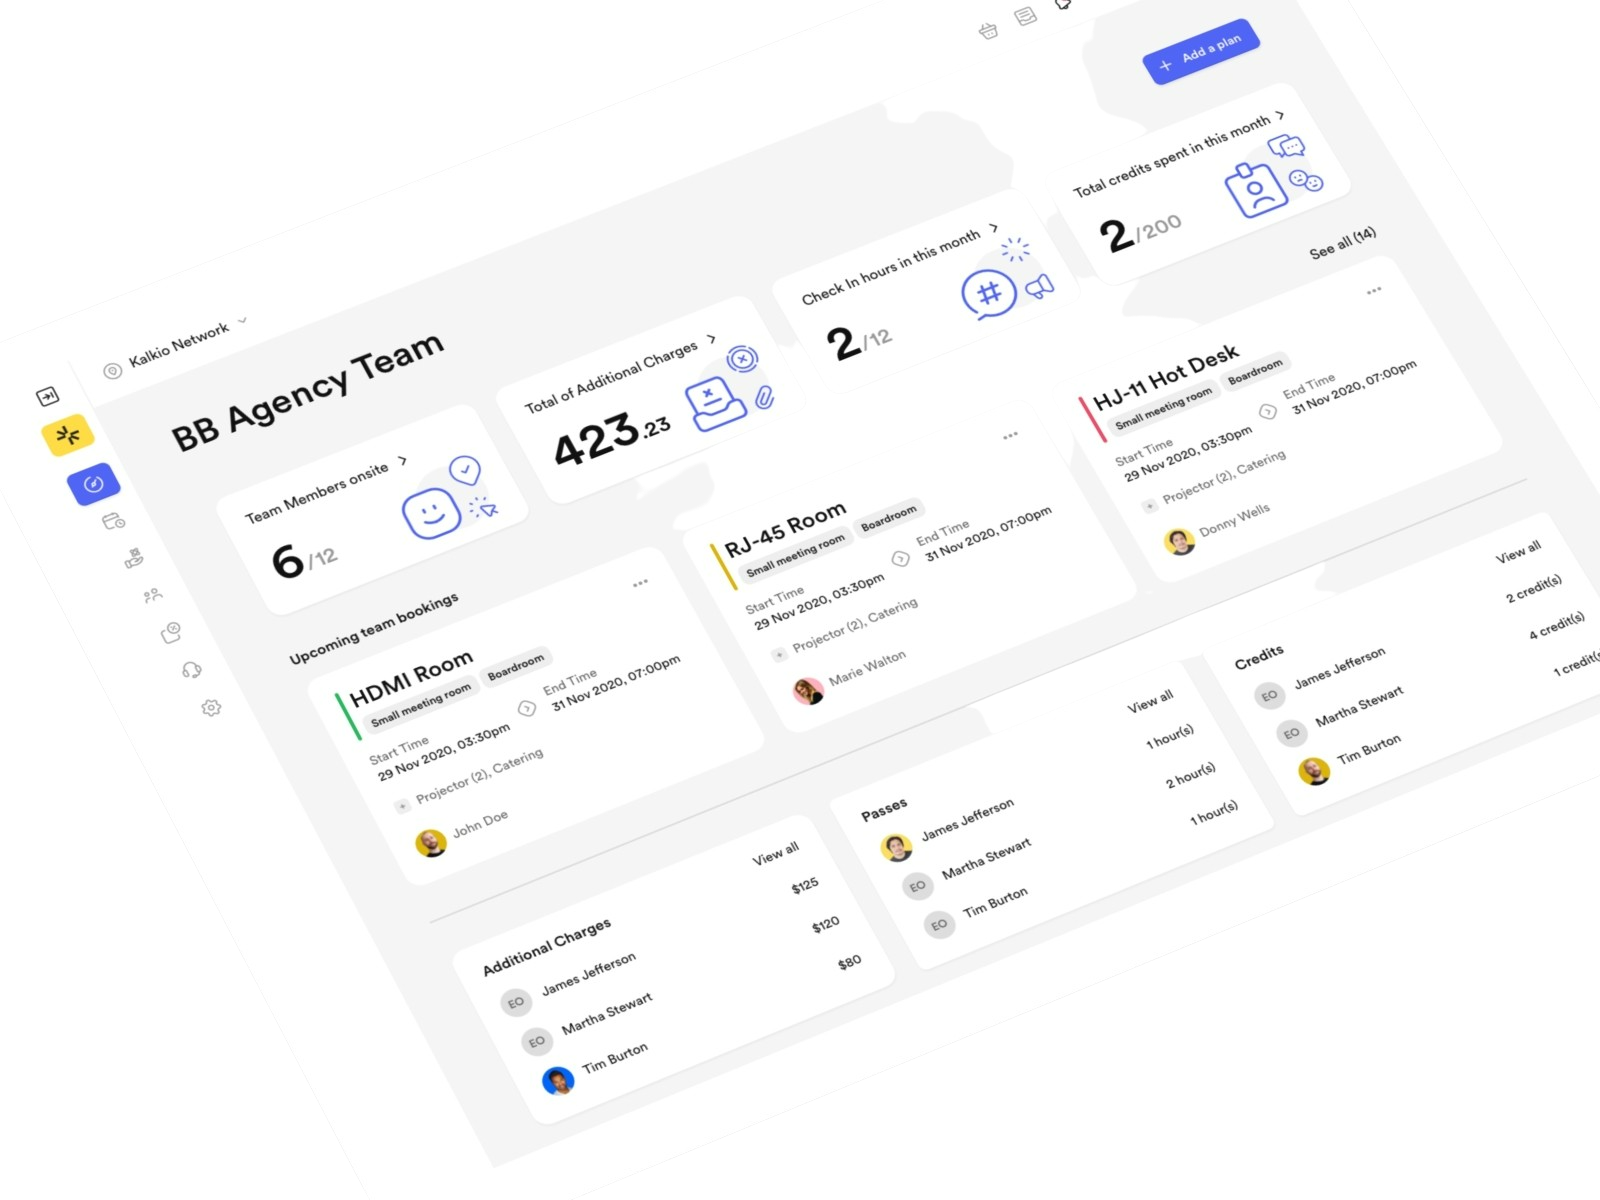 Kalkio Network
BB Agency Team
+ Add a plan
Team Members onsite
6/12
Total of Additional Charges
423.23
Check In hours in this month
2/12
Total credits spent in this month
2/200
Upcoming team bookings
See all (14)
HDMI Room
Small meeting room
Boardroom
Start Time
29 Nov 2020, 03:30pm
End Time
31 Nov 2020, 07:00pm
Projector (2), Catering
John Doe
RJ-45 Room
Small meeting room
Boardroom
Start Time
29 Nov 2020, 03:30pm
End Time
31 Nov 2020, 07:00pm
Projector (2), Catering
Marie Walton
HJ-11 Hot Desk
Small meeting room
Boardroom
Start Time
29 Nov 2020, 03:30pm
End Time
31 Nov 2020, 07:00pm
Projector (2), Catering
Donny Wells
Additional Charges
View all
EO James Jefferson $125
EO Martha Stewart $120
Tim Burton $80
Passes
View all
James Jefferson 1 hour(s)
EO Martha Stewart 2 hour(s)
EO Tim Burton 1 hour(s)
Credits
View all
EO James Jefferson 2 credit(s)
EO Martha Stewart 4 credit(s)
Tim Burton 1 credit(s